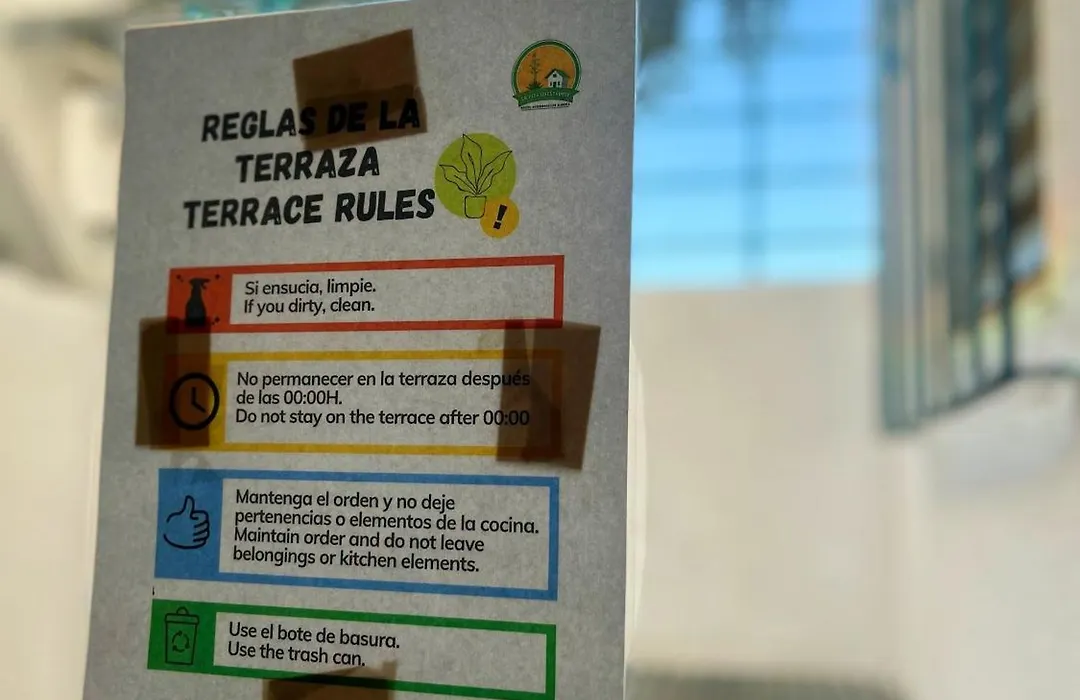 REGLAS DE LA
TERRAZA
TERRACE RULES
!
Si ensucia, limpie.
If you dirty, clean.
No permanecer en la terraza después
de las 00:00H.
Do not stay on the terrace after 00:00
Mantenga el orden y no deje
pertenencias o elementos de la cocina.
Maintain order and do not leave
belongings or kitchen elements.
Use el bote de basura.
Use the trash can.